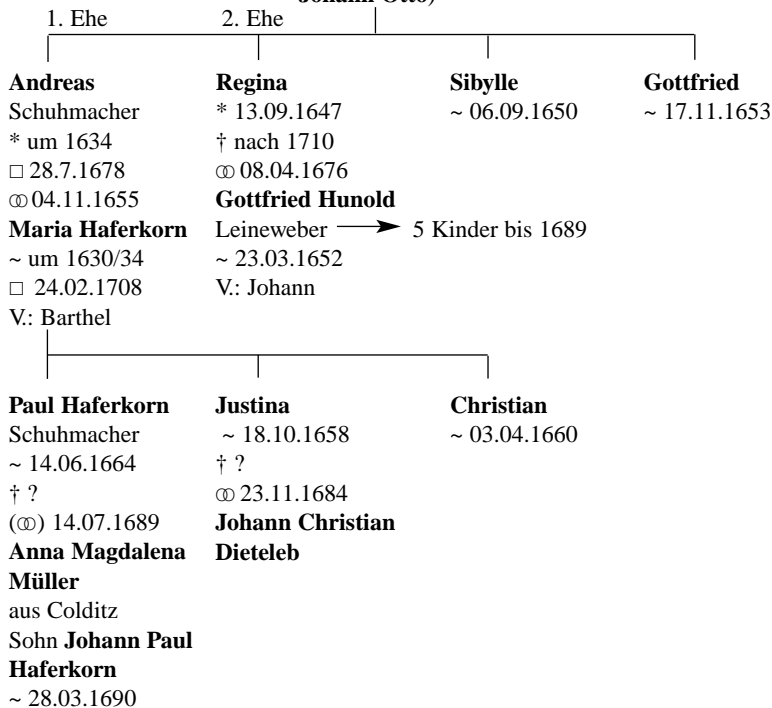 Johann Otto)
1. Ehe 2. Ehe
Andreas
Schuhmacher
* um 1634
□ 28.7.1678
⚭ 04.11.1655
Maria Haferkorn
~ um 1630/34
□ 24.02.1708
V.: Barthel
Regina
* 13.09.1647
† nach 1710
⚭ 08.04.1676
Gottfried Hunold
Leineweber → 5 Kinder bis 1689
~ 23.03.1652
V.: Johann
Sibylle
~ 06.09.1650
Gottfried
~ 17.11.1653
Paul Haferkorn
Schuhmacher
~ 14.06.1664
† ?
(⚭) 14.07.1689
Anna Magdalena
Müller
aus Colditz
Sohn Johann Paul
Haferkorn
~ 28.03.1690
Justina
~ 18.10.1658
† ?
⚭ 23.11.1684
Johann Christian
Dieteleb
Christian
~ 03.04.1660